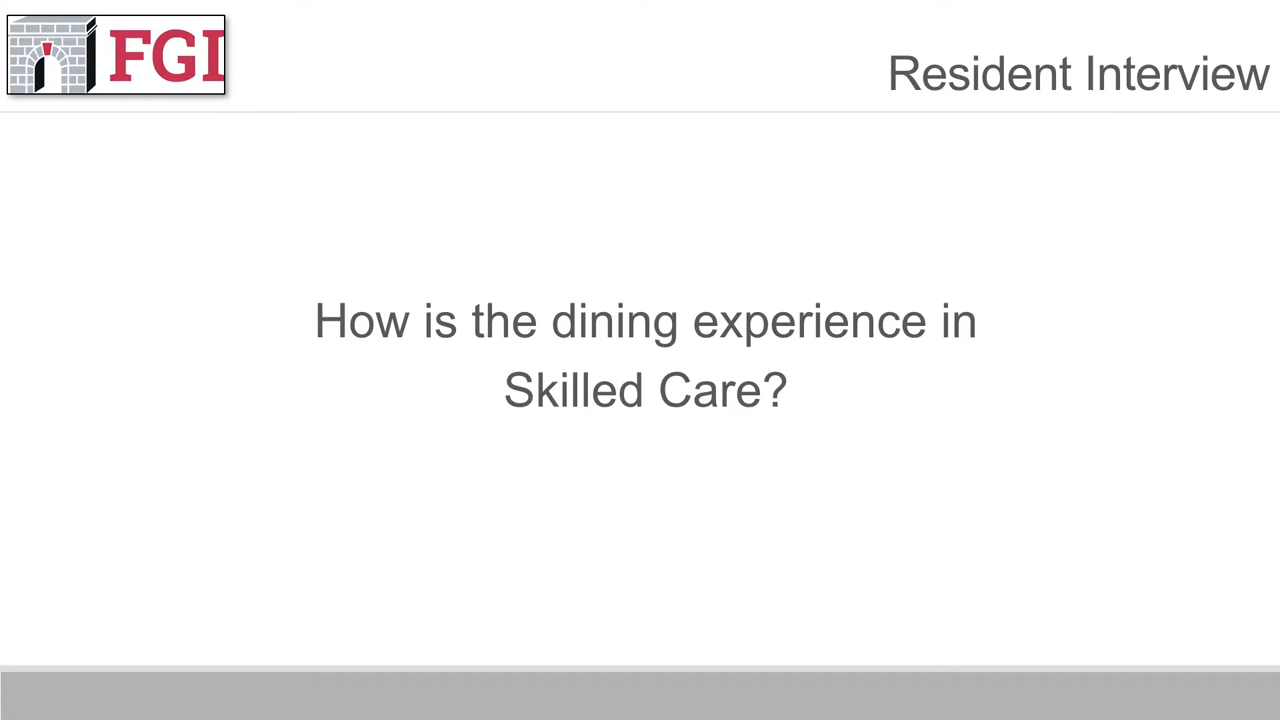 FGI
Resident Interview
How is the dining experience in
Skilled Care?